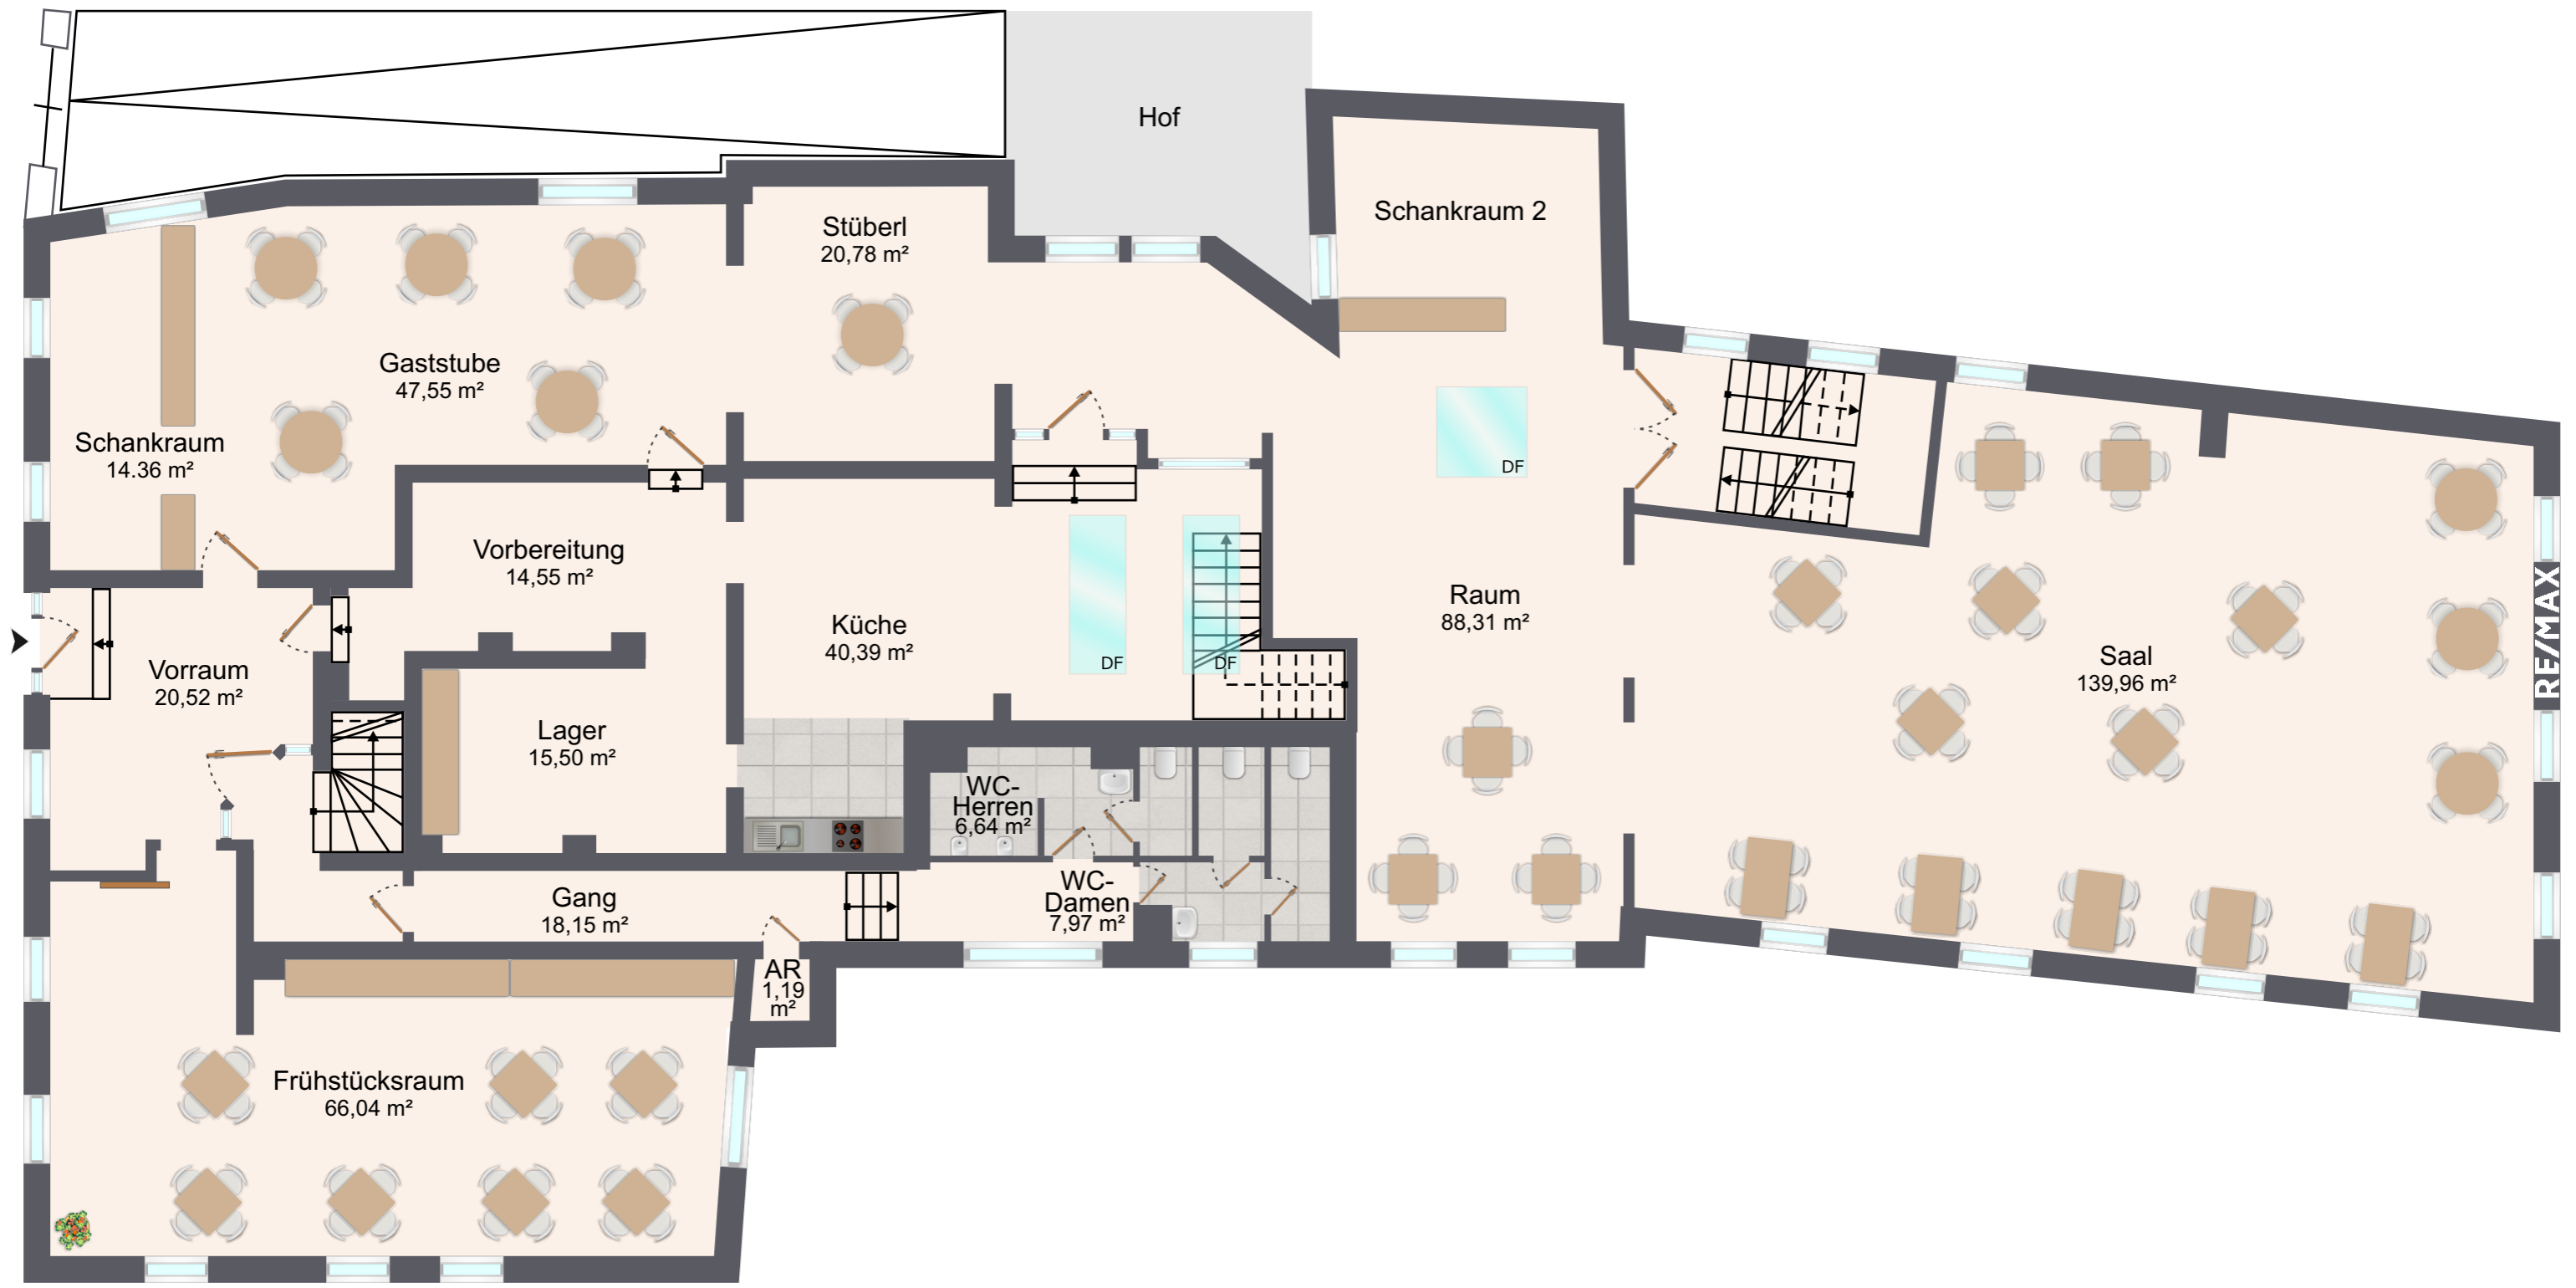 Hof
Schankraum 2
Stüberl
20,78 m²
Gaststube
47,55 m²
Schankraum
14.36 m²
DF
Vorbereitung
14,55 m²
Küche
40,39 m²
DF
DF
Raum
88,31 m²
Saal
139,96 m²
RE/MAX
Vorraum
20,52 m²
Lager
15,50 m²
WC-
Herren
6,64 m²
WC-
Damen
7,97 m²
Gang
18,15 m²
AR
1,19
m²
Frühstücksraum
66,04 m²